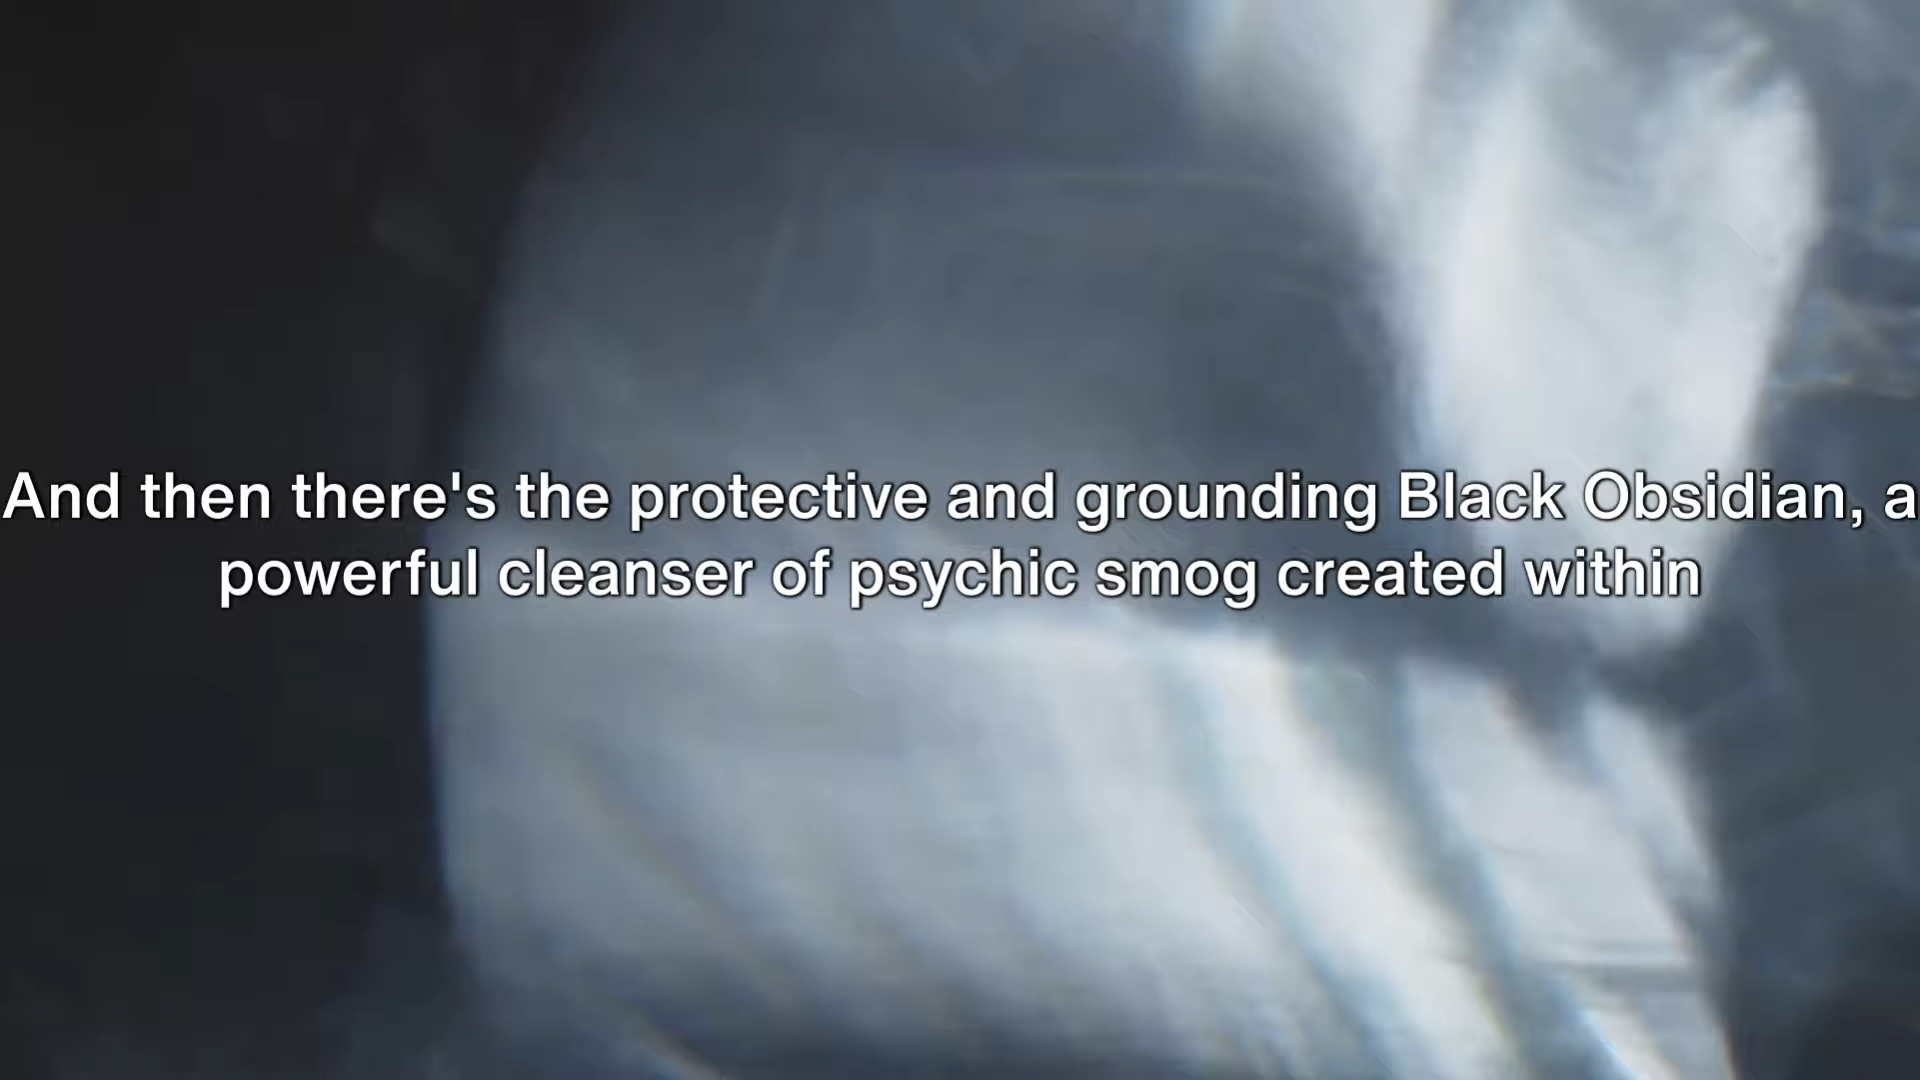 And then there's the protective and grounding Black Obsidian, a
powerful cleanser of psychic smog created within